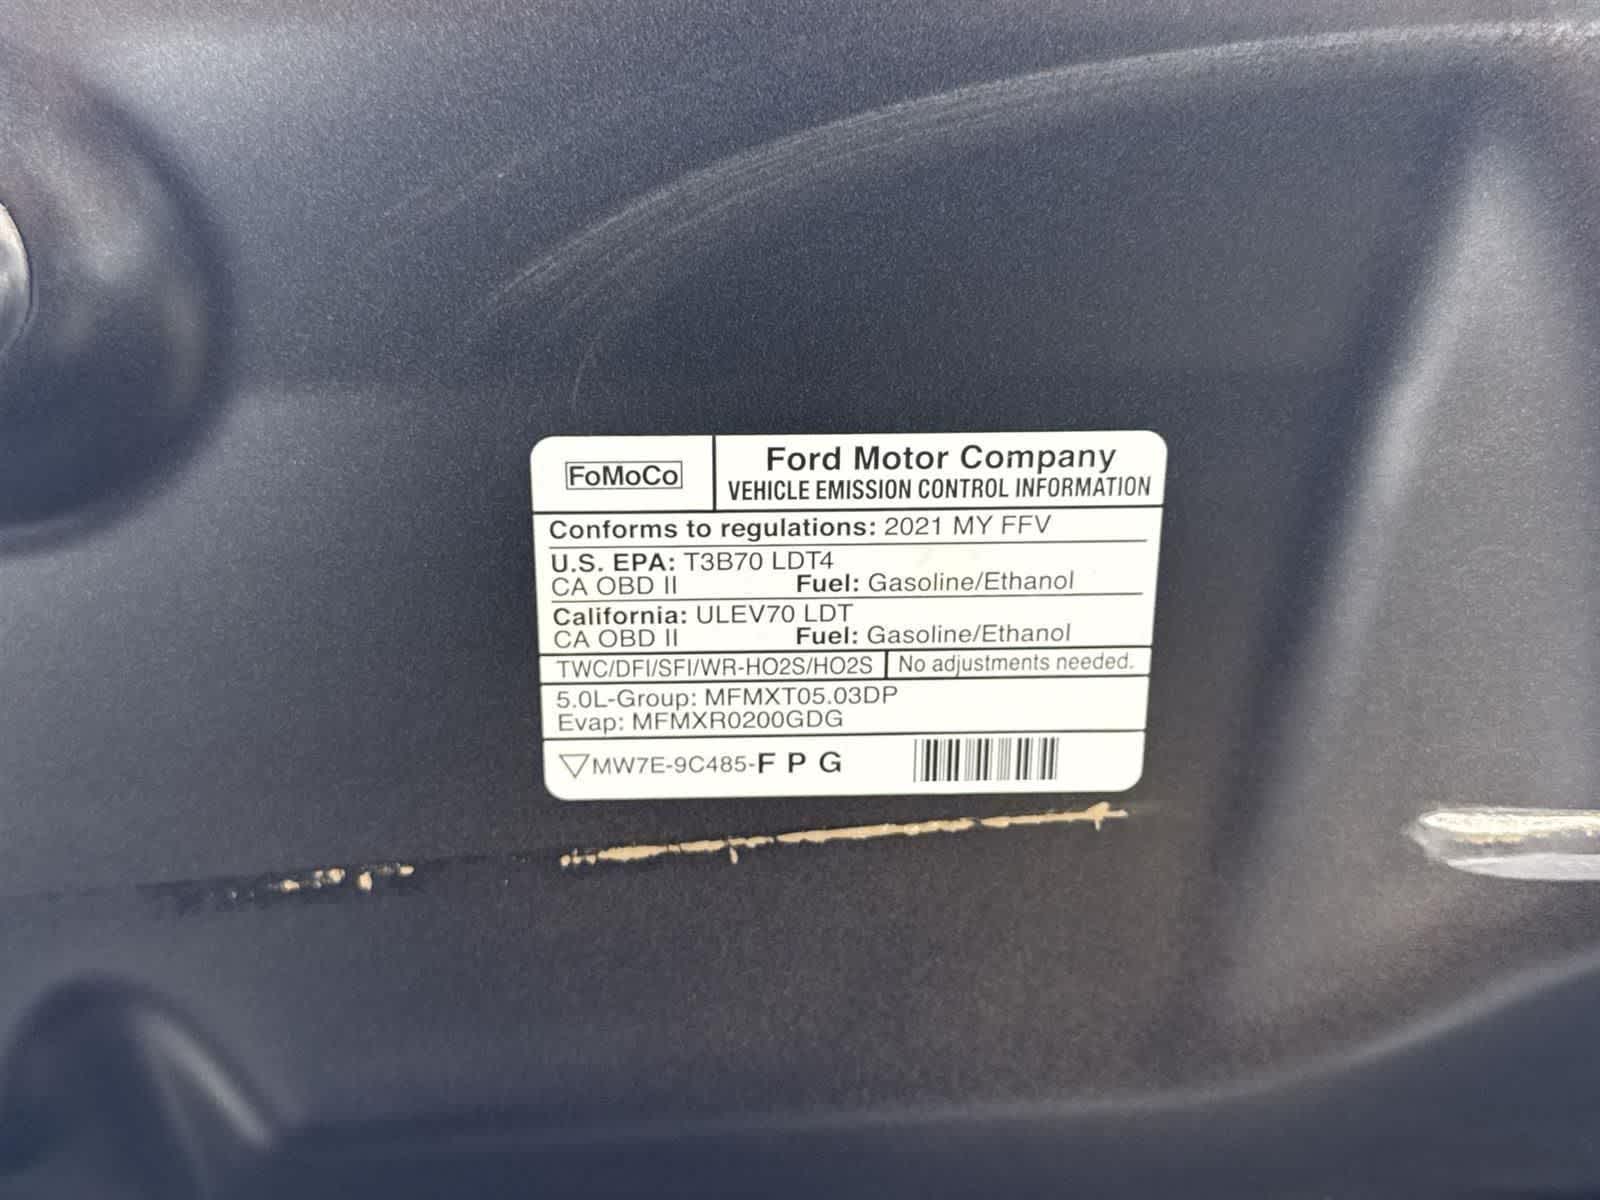 FoMoCo
Ford Motor Company
VEHICLE EMISSION CONTROL INFORMATION
Conforms to regulations: 2021 MY FFV
U.S. EPA: T3B70 LDT4
CA OBD II Fuel: Gasoline/Ethanol
California: ULEV70 LDT
CA OBD II Fuel: Gasoline/Ethanol
TWC/DFI/SFI/WR-HO2S/HO2S No adjustments needed.
5.0L-Group: MFMXT05.03DP
Evap: MFMXR0200GDG
MW7E-9C485-F P G